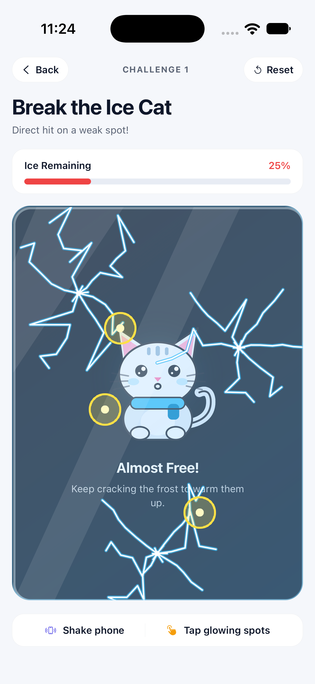 11:24
Back
CHALLENGE 1
Reset
Break the Ice Cat
Direct hit on a weak spot!
Ice Remaining
25%
Almost Free!
Keep cracking the frost to warm them
up.
Shake phone
Tap glowing spots